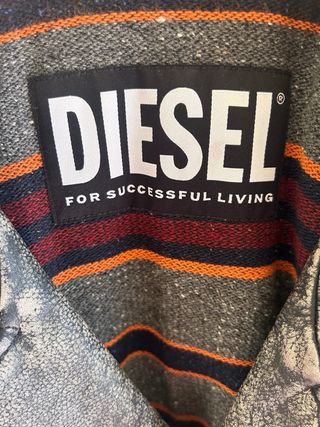 DIESEL®
FOR SUCCESSFUL LIVING